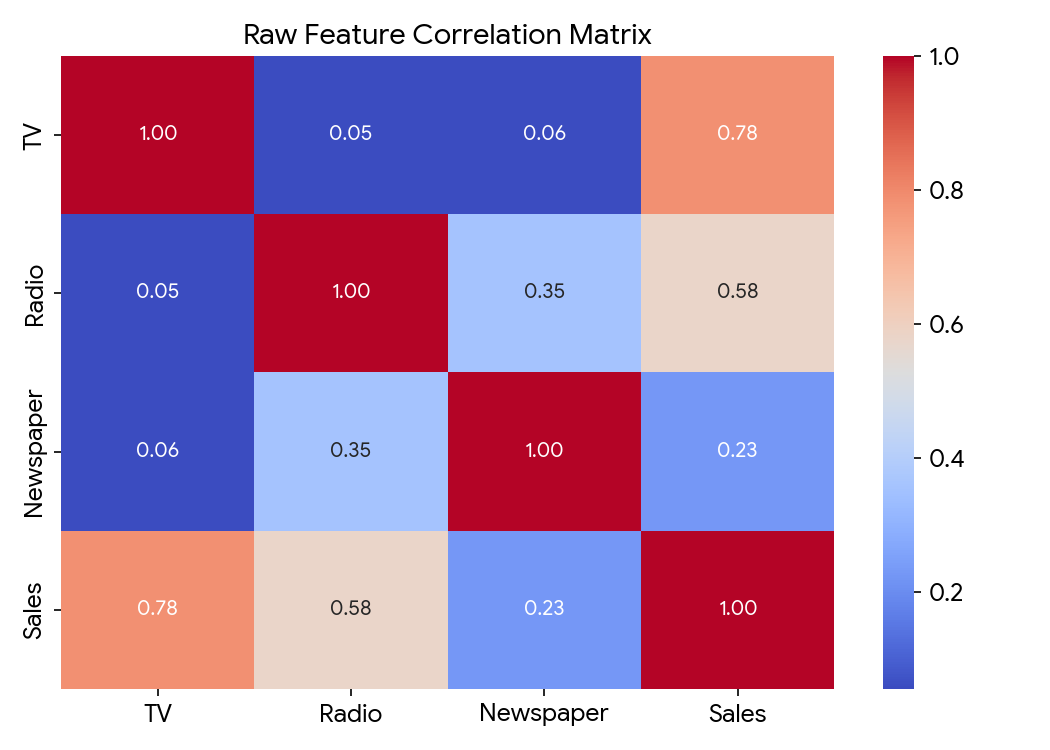 Raw Feature Correlation Matrix
TV 1.00 0.05 0.06 0.78
Radio 0.05 1.00 0.35 0.58
Newspaper 0.06 0.35 1.00 0.23
Sales 0.78 0.58 0.23 1.00
TV Radio Newspaper Sales
1.0
0.8
0.6
0.4
0.2